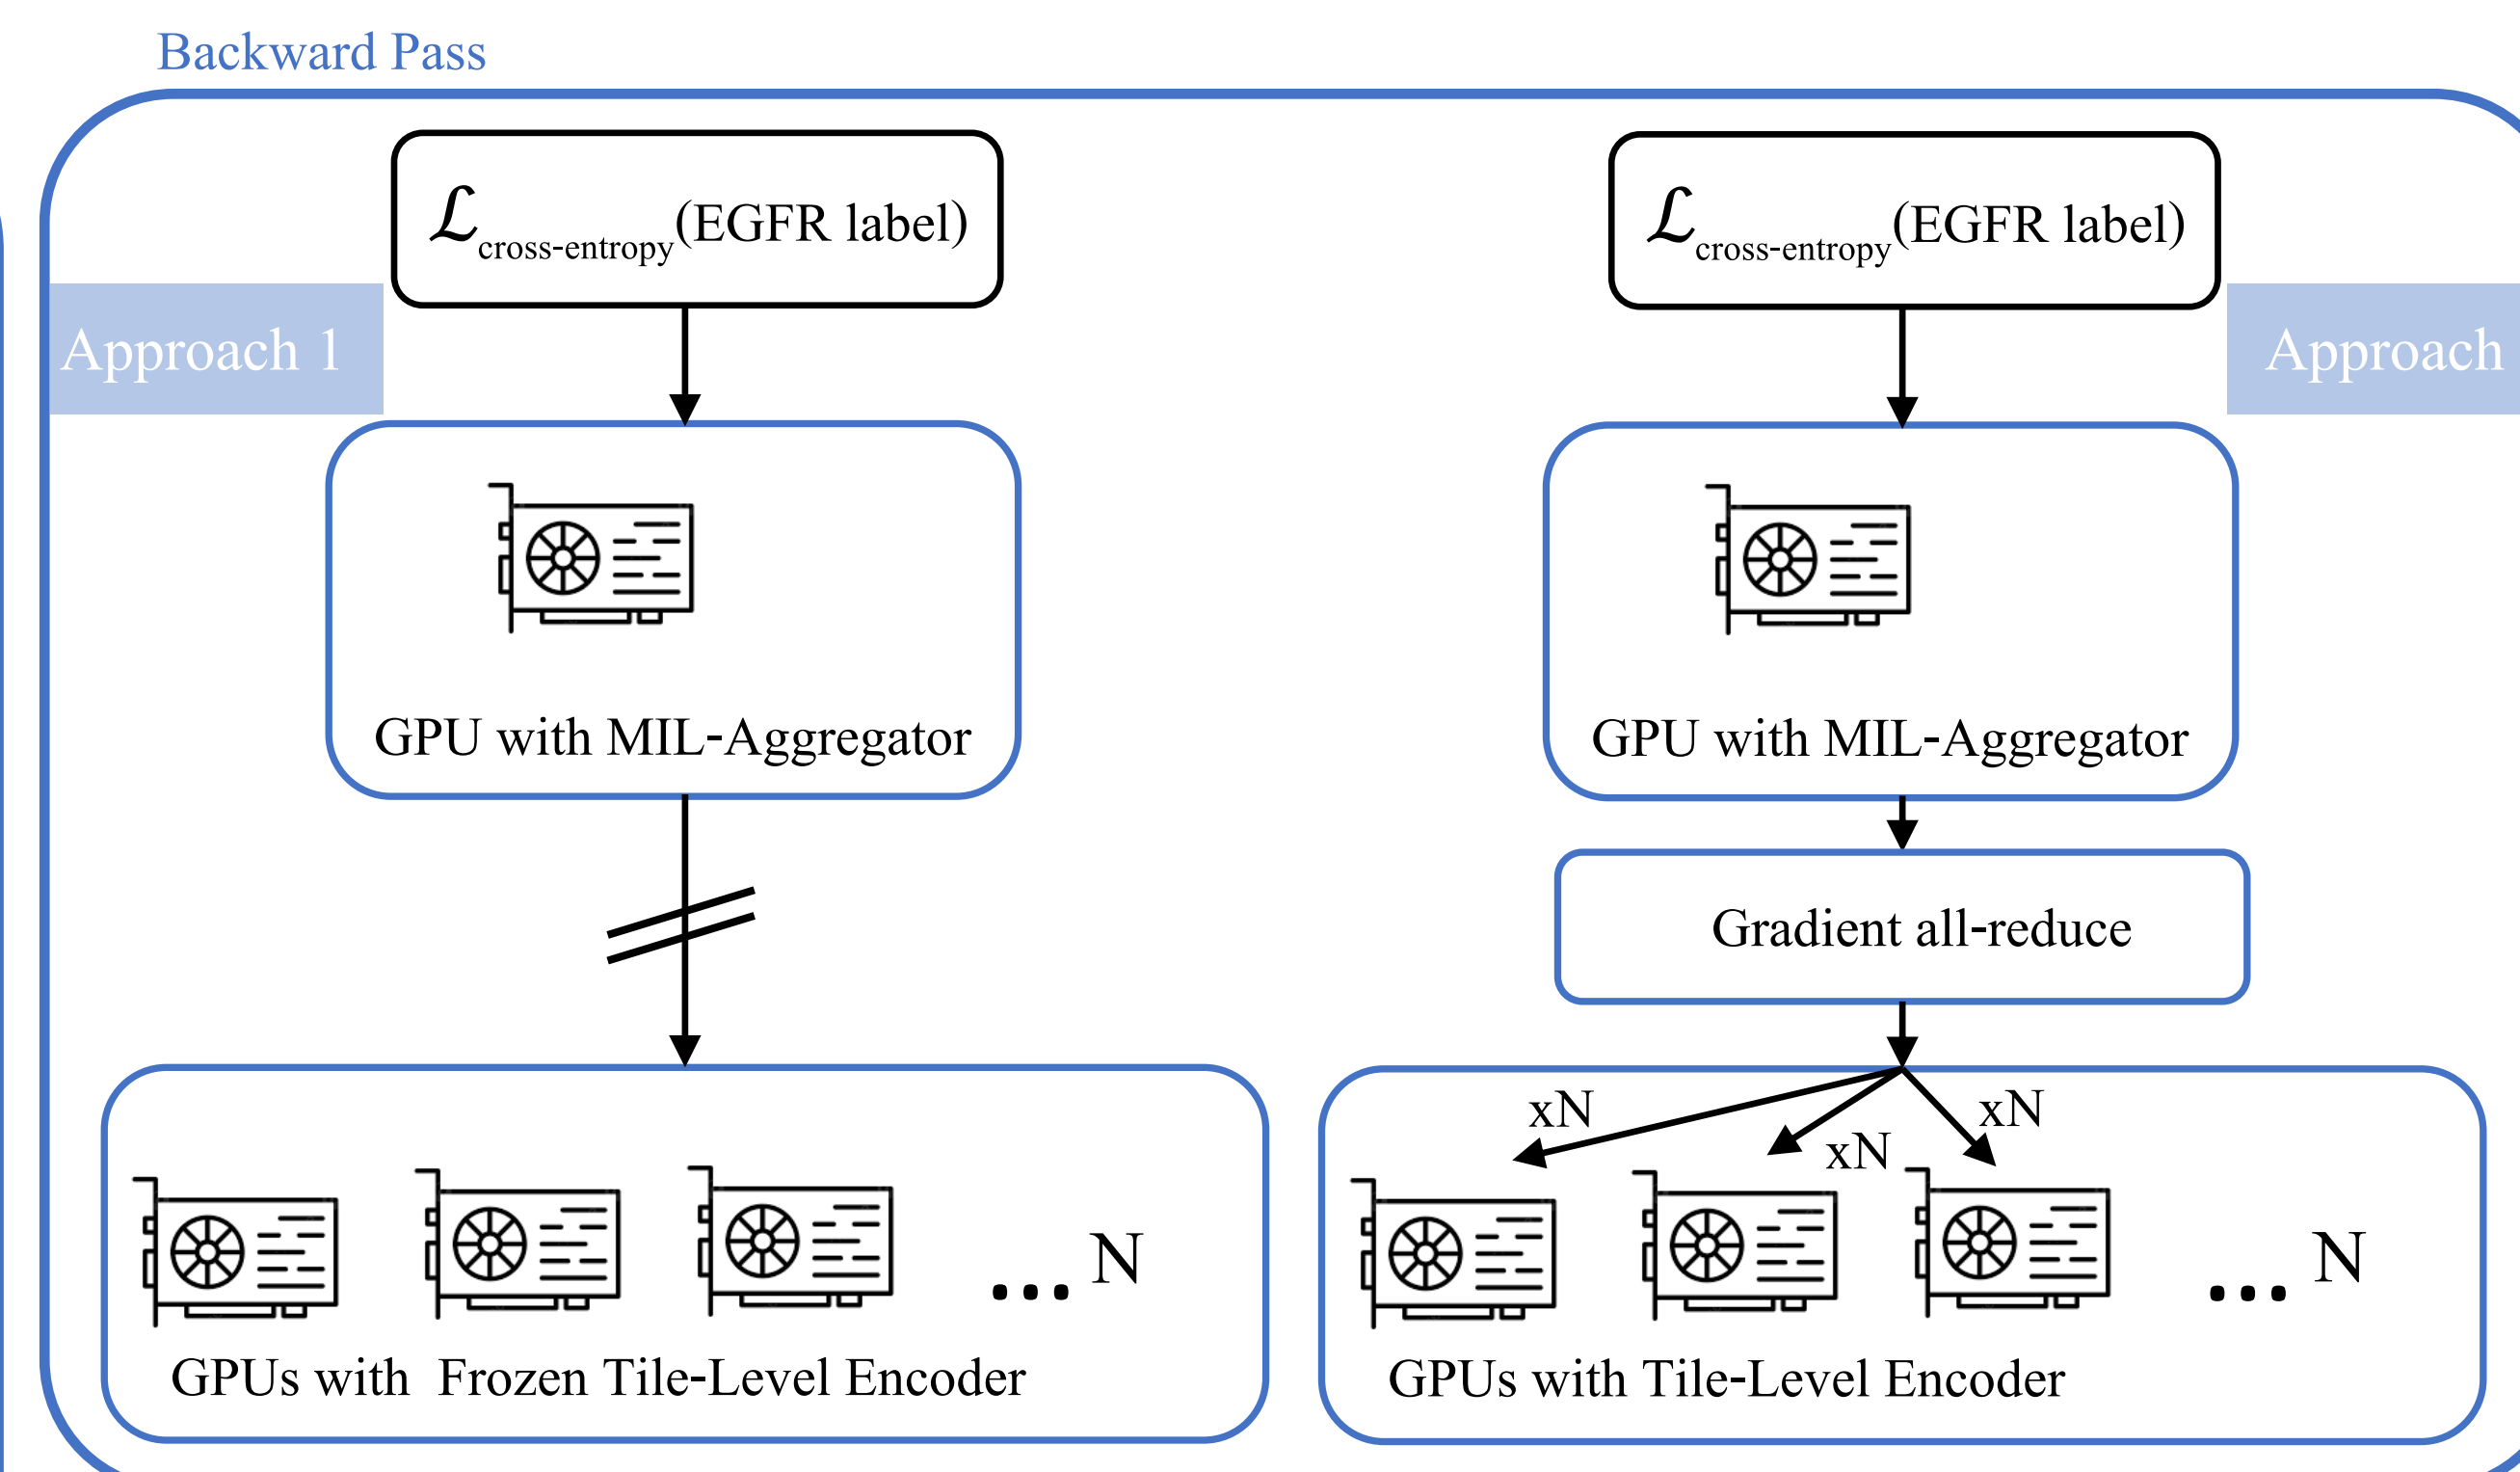 Backward Pass
ℒcross-entropy(EGFR label)
Approach 1
GPU with MIL-Aggregator
... N
GPUs with Frozen Tile-Level Encoder
ℒcross-entropy(EGFR label)
Approach
GPU with MIL-Aggregator
Gradient all-reduce
xN
xN
xN
... N
GPUs with Tile-Level Encoder